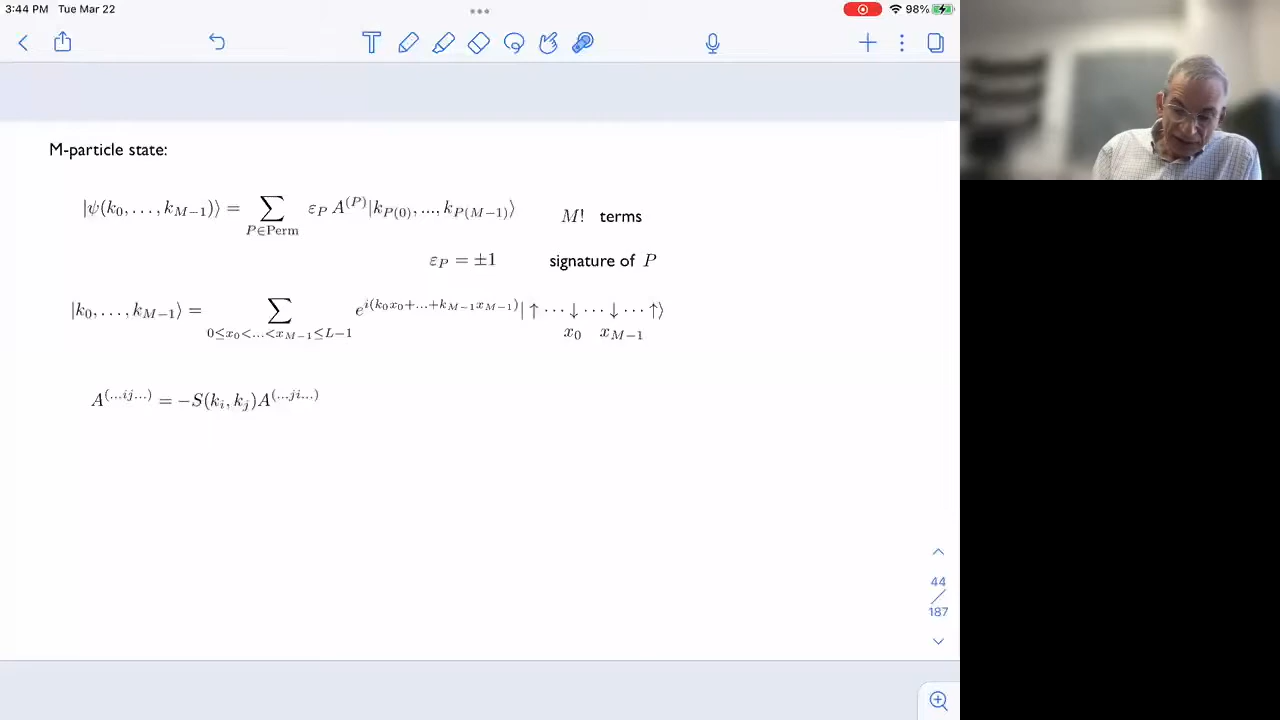 3:44 PM Tue Mar 22
98%
M-particle state:
|ψ(k_0, …, k_{M−1})⟩ = ∑_{P∈Perm} ε_P A^{(P)}|k_{P(0)}, ..., k_{P(M−1)}⟩ M! terms
ε_P = ±1 signature of P
|k_0, …, k_{M−1}⟩ = ∑_{0≤x_0<…<x_{M−1}≤L−1} e^{i(k_0x_0+…+k_{M−1}x_{M−1})}| ↑ ⋯ ↓ ⋯ ↓ ⋯ ↑⟩
x_0 x_{M−1}
A^{(…ij…)} = −S(k_i, k_j)A^{(…ji…)}
44
/
187